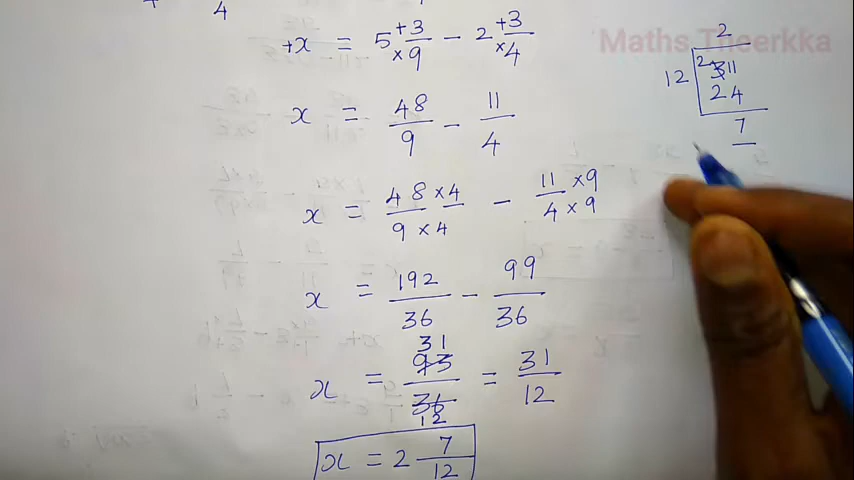 4
+x = 5 +3/×9 - 2 +3/×4
Maths Theerkka
2
12 2 311
24
7
x = 48/9 - 11/4
x = 48 × 4/9 × 4 - 11 × 9/4 × 9
x = 192/36 - 99/36
31
x = 93/36 = 31/12
12
x = 2 7/12